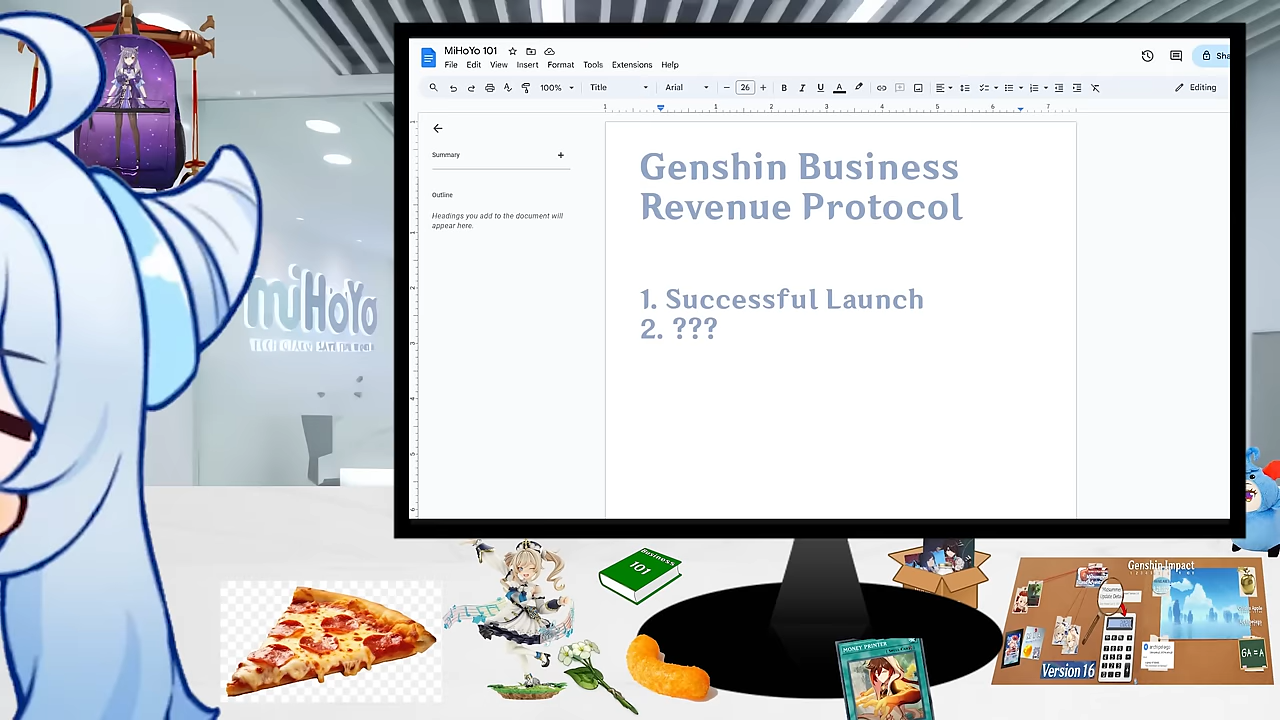 MiHoYo 101
File Edit View Insert Format Tools Extensions Help
100% Title Arial 26 Editing
Summary
Outline
Headings you add to the document will
appear here.
Genshin Business
Revenue Protocol
1. Successful Launch
2. ???
miHoYo
Business
101
MONEY PRINTER
Genshin Impact
Version 16
GA = A